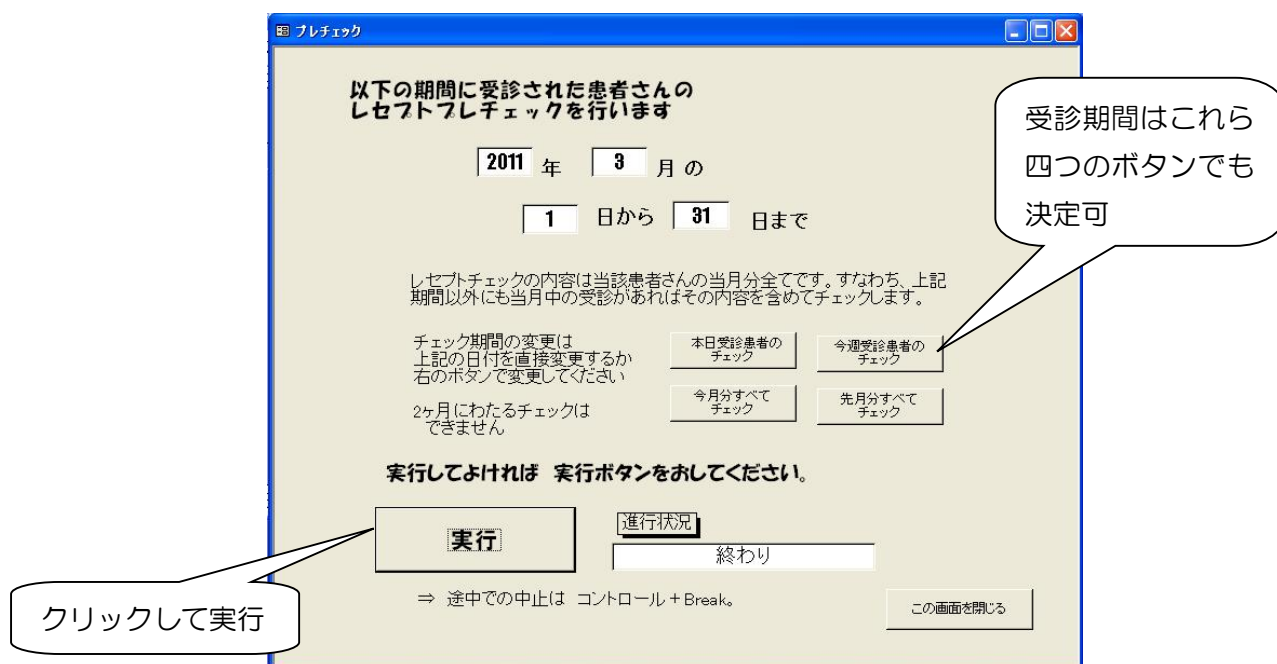 プレチェック
以下の期間に受診された患者さんの
レセプトプレチェックを行います
2011 年 3 月 の
1 日から 31 日まで
受診期間はこれら
四つのボタンでも
決定可
レセプトチェックの内容は当該患者さんの当月分全てです。すなわち、上記
期間以外にも当月中の受診があればその内容を含めてチェックします。
チェック期間の変更は
上記の日付を直接変更するか
右のボタンで変更してください
2ヶ月にわたるチェックは
できません
本日受診患者の
チェック
今週受診患者の
チェック
今月分すべて
チェック
先月分すべて
チェック
実行してよければ 実行ボタンをおしてください。
実行
進行状況
終わり
クリックして実行
⇒ 途中での中止は コントロール + Break。
この画面を閉じる